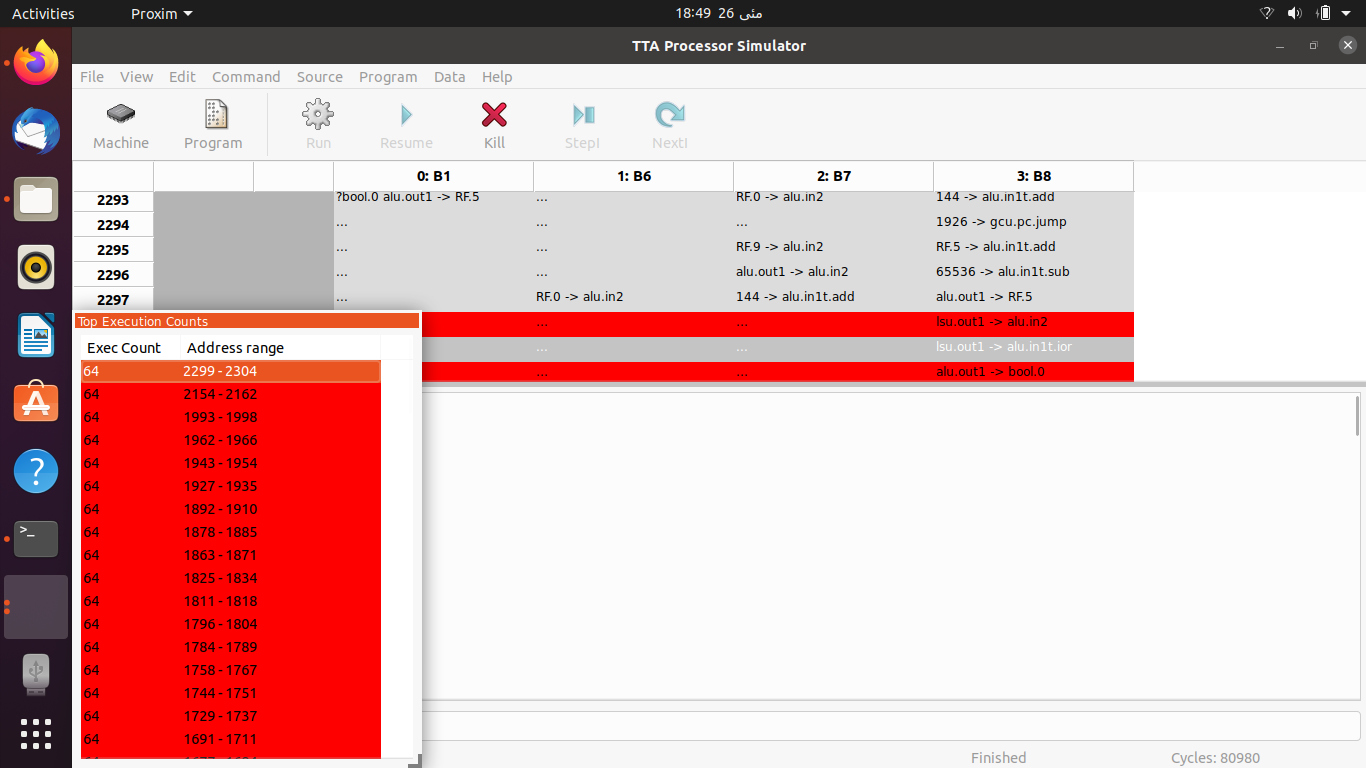 Activities Proxim 18:49 26 مئی
TTA Processor Simulator
File View Edit Command Source Program Data Help
Machine Program Run Resume Kill StepI NextI
0: B1 1: B6 2: B7 3: B8
2293 ?bool.0 alu.out1 -> RF.5 ... RF.0 -> alu.in2 144 -> alu.in1t.add
2294 ... ... ... 1926 -> gcu.pc.jump
2295 ... ... RF.9 -> alu.in2 RF.5 -> alu.in1t.add
2296 ... ... alu.out1 -> alu.in2 65536 -> alu.in1t.sub
2297 ... RF.0 -> alu.in2 144 -> alu.in1t.add alu.out1 -> RF.5
... ... lsu.out1 -> alu.in2
... ... lsu.out1 -> alu.in1t.ior
... ... alu.out1 -> bool.0
Top Execution Counts
Exec Count Address range
64 2299 - 2304
64 2154 - 2162
64 1993 - 1998
64 1962 - 1966
64 1943 - 1954
64 1927 - 1935
64 1892 - 1910
64 1878 - 1885
64 1863 - 1871
64 1825 - 1834
64 1811 - 1818
64 1796 - 1804
64 1784 - 1789
64 1758 - 1767
64 1744 - 1751
64 1729 - 1737
64 1691 - 1711
Finished Cycles: 80980